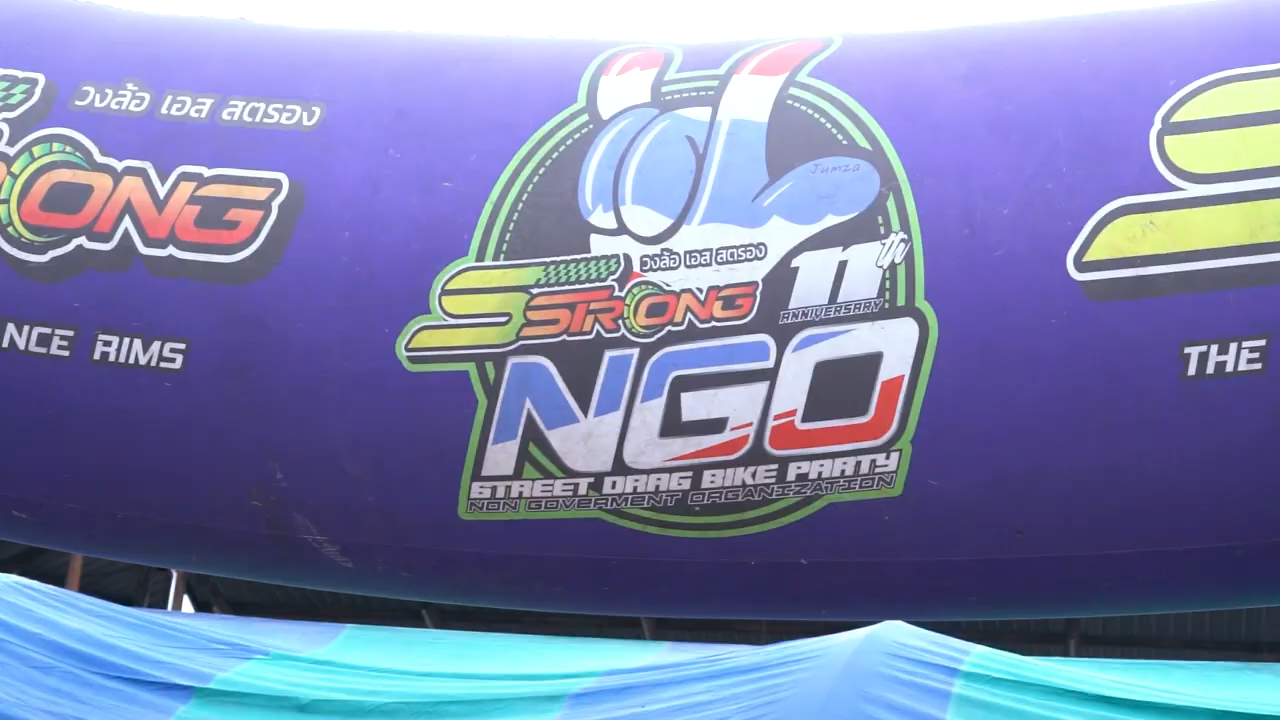 วงล้อ เอส สตรอง
RONG
NCE RIMS
Jumza
วงล้อ เอส สตรอง
S STRONG
11th
ANNIVERSARY
NGO
STREET DRAG BIKE PARTY
NON GOVERMENT ORGANIZATION
S
THE